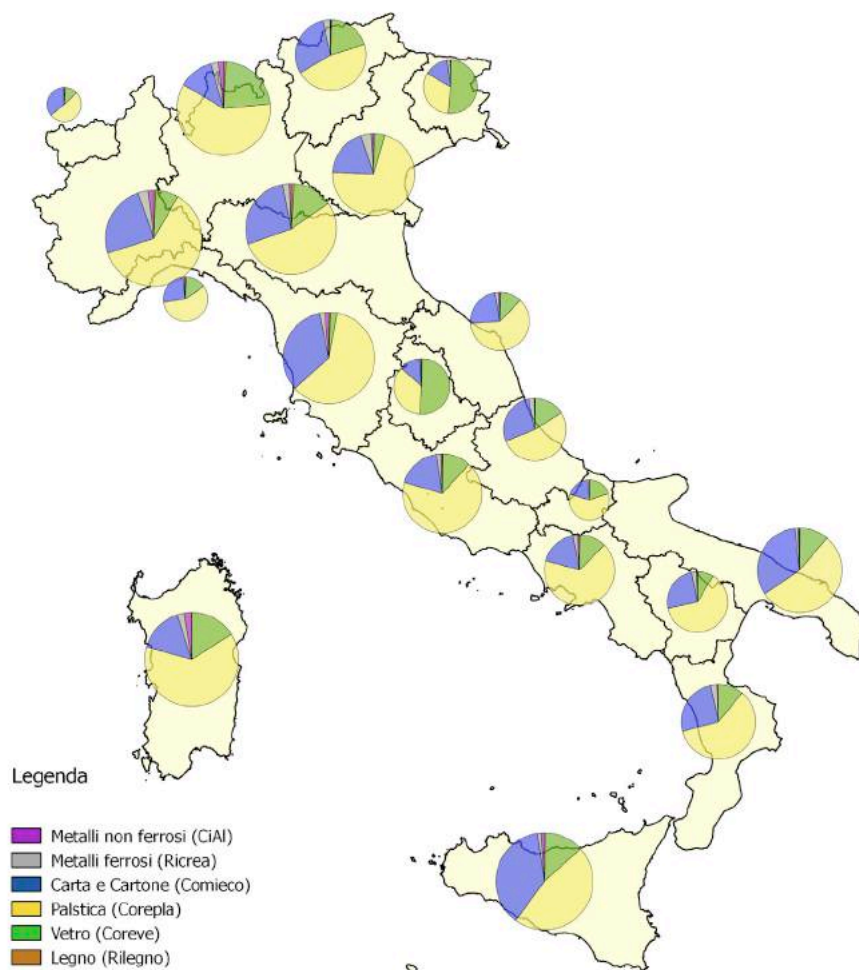 Legenda
Metalli non ferrosi (CiAl)
Metalli ferrosi (Ricrea)
Carta e Cartone (Comieco)
Palstica (Corepla)
Vetro (Coreve)
Legno (Rilegno)